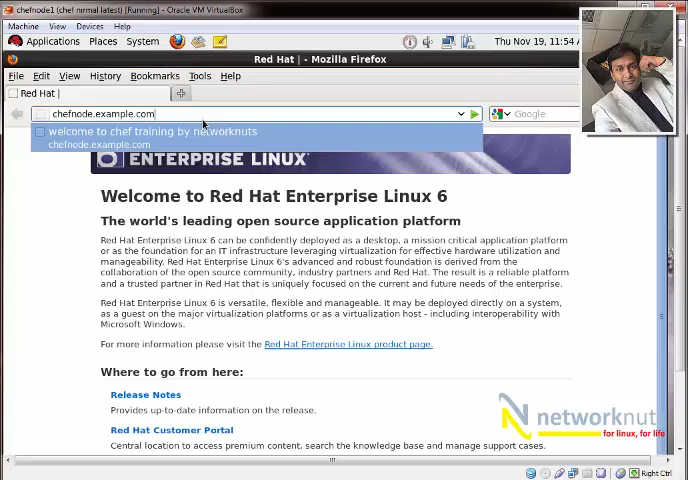 chefnode1 (chef nirmal latest) [Running] - Oracle VM VirtualBox
Machine View Devices Help
Applications Places System
Thu Nov 19, 11:54
Red Hat | - Mozilla Firefox
File Edit View History Bookmarks Tools Help
Red Hat |
chefnode.example.com
Google
welcome to chef training by networknuts
chefnode.example.com
ENTERPRISE LINUX
Welcome to Red Hat Enterprise Linux 6
The world's leading open source application platform
Red Hat Enterprise Linux 6 can be confidently deployed as a desktop, a mission critical application platform
or as the foundation for an IT infrastructure leveraging virtualization for effective hardware utilization and
manageability. Red Hat Enterprise Linux 6's advanced and robust foundation is derived from the
collaboration of the open source community, industry partners and Red Hat. The result is a reliable platform
and a trusted partner in Red Hat that is uniquely focused on the current and future needs of the enterprise.
Red Hat Enterprise Linux 6 is versatile, flexible and manageable. It may be deployed directly on a system,
as a guest on the major virtualization platforms or as a virtualization host - including interoperability with
Microsoft Windows.
For more information please visit the Red Hat Enterprise Linux product page.
Where to go from here:
Release Notes
Provides up-to-date information on the release.
Red Hat Customer Portal
Central location to access premium content, search the knowledge base and manage support cases.
networknut
for linux, for life
Right Ctrl